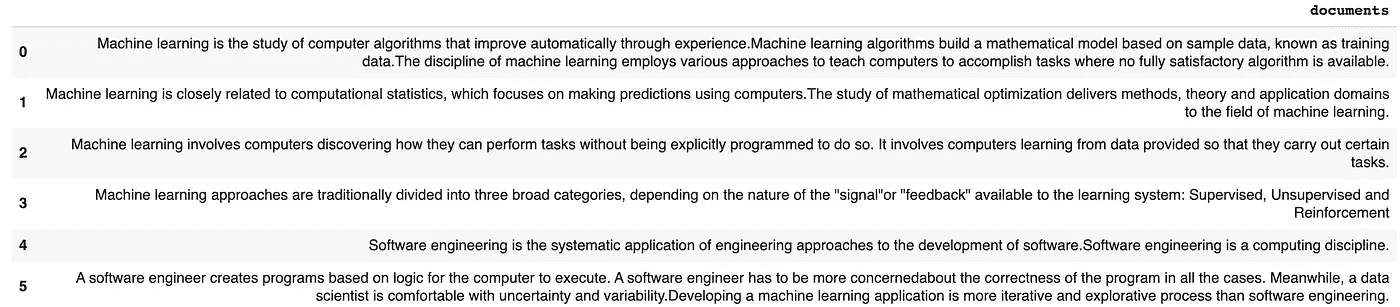 documents
0 Machine learning is the study of computer algorithms that improve automatically through experience.Machine learning algorithms build a mathematical model based on sample data, known as training
data.The discipline of machine learning employs various approaches to teach computers to accomplish tasks where no fully satisfactory algorithm is available.
1 Machine learning is closely related to computational statistics, which focuses on making predictions using computers.The study of mathematical optimization delivers methods, theory and application domains
to the field of machine learning.
2 Machine learning involves computers discovering how they can perform tasks without being explicitly programmed to do so. It involves computers learning from data provided so that they carry out certain
tasks.
3 Machine learning approaches are traditionally divided into three broad categories, depending on the nature of the "signal"or "feedback" available to the learning system: Supervised, Unsupervised and
Reinforcement
4 Software engineering is the systematic application of engineering approaches to the development of software.Software engineering is a computing discipline.
5 A software engineer creates programs based on logic for the computer to execute. A software engineer has to be more concernedabout the correctness of the program in all the cases. Meanwhile, a data
scientist is comfortable with uncertainty and variability.Developing a machine learning application is more iterative and explorative process than software engineering.